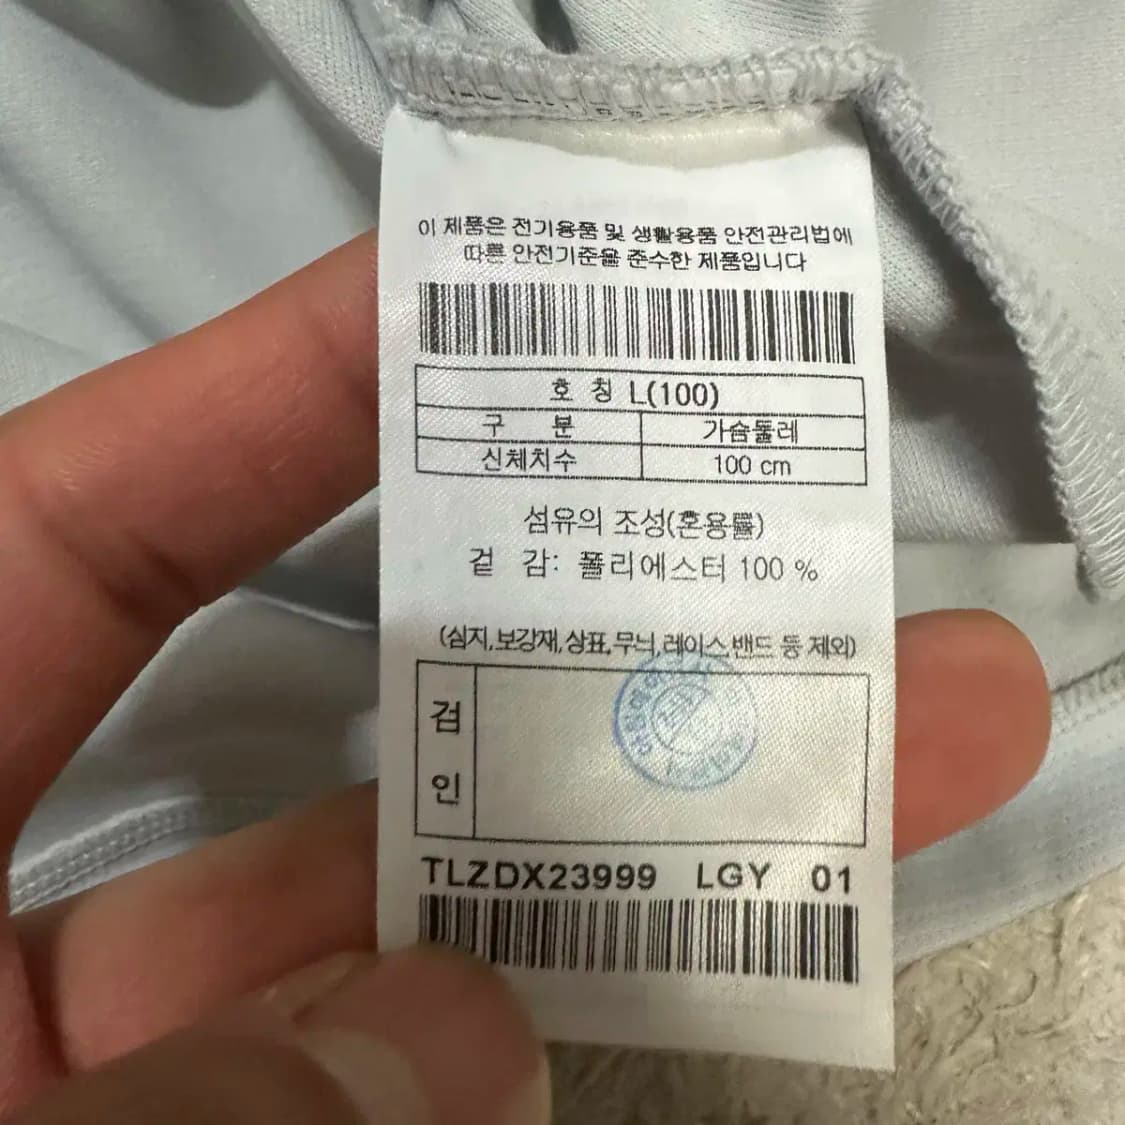 이 제품은 전기용품 및 생활용품 안전관리법에
따른 안전기준을 준수한 제품입니다
호 칭 L(100)
구 분 가슴둘레
신체치수 100 cm
섬유의 조성(혼용률)
겉 감: 폴리에스터 100 %
(심지,보강재,상표,무늬,레이스,밴드 등 제외)
검
인
TLZDX23999 LGY 01